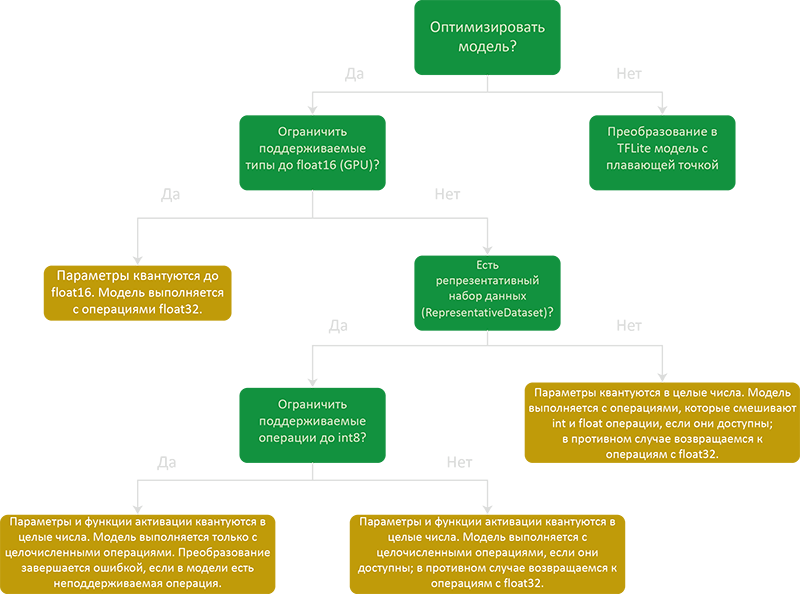 Оптимизировать
модель?
Да
Нет
Ограничить
поддерживаемые
типы до float16 (GPU)?
Преобразование в
TFLite модель с
плавающей точкой
Да
Нет
Параметры квантуются до
float16. Модель выполняется
с операциями float32.
Есть
репрезентативный
набор данных
(RepresentativeDataset)?
Да
Нет
Ограничить
поддерживаемые
операции до int8?
Параметры квантуются в целые числа. Модель
выполняется с операциями, которые смешивают
int и float операции, если они доступны;
в противном случае возвращаемся к
операциям с float32.
Да
Нет
Параметры и функции активации квантуются в
целые числа. Модель выполняется только с
целочисленными операциями. Преобразование
завершается ошибкой, если в модели есть
неподдерживаемая операция.
Параметры и функции активации квантуются в
целые числа. Модель выполняется с
целочисленными операциями, если они
доступны; в противном случае возвращаемся к
операциям с float32.